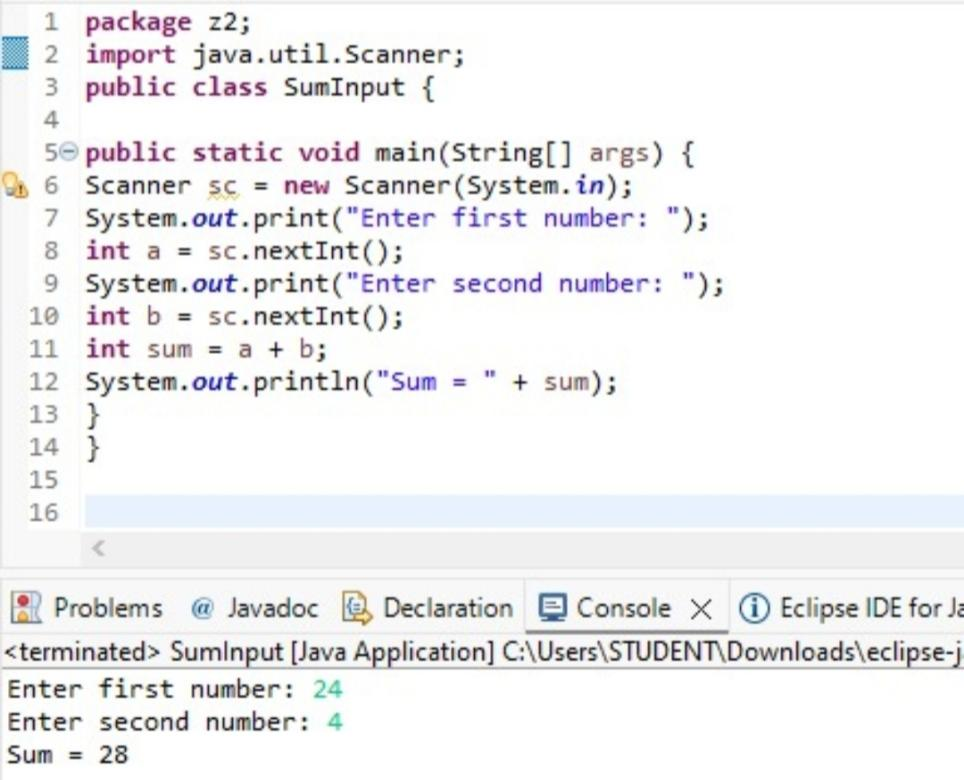 1 package z2;
2 import java.util.Scanner;
3 public class SumInput {
4
5 public static void main(String[] args) {
6 Scanner sc = new Scanner(System.in);
7 System.out.print("Enter first number: ");
8 int a = sc.nextInt();
9 System.out.print("Enter second number: ");
10 int b = sc.nextInt();
11 int sum = a + b;
12 System.out.println("Sum = " + sum);
13 }
14 }
15
16
Problems @ Javadoc Declaration Console Eclipse IDE for Ja
<terminated> SumInput [Java Application] C:\Users\STUDENT\Downloads\eclipse-j
Enter first number: 24
Enter second number: 4
Sum = 28